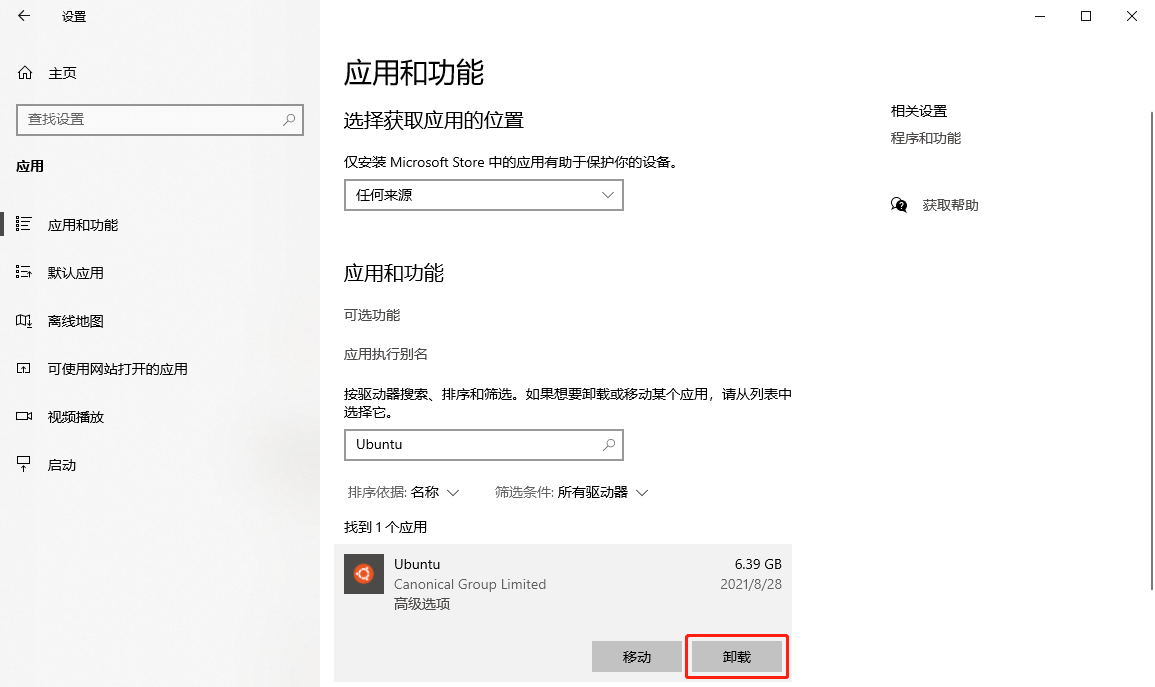 设置
主页
查找设置
应用
应用和功能
默认应用
离线地图
可使用网站打开的应用
视频播放
启动
应用和功能
选择获取应用的位置
仅安装 Microsoft Store 中的应用有助于保护你的设备。
任何来源
应用和功能
可选功能
应用执行别名
按驱动器搜索、排序和筛选。如果想要卸载或移动某个应用，请从列表中
选择它。
Ubuntu
排序依据: 名称 筛选条件: 所有驱动器
找到 1 个应用
Ubuntu 6.39 GB
Canonical Group Limited 2021/8/28
高级选项
移动 卸载
相关设置
程序和功能
获取帮助